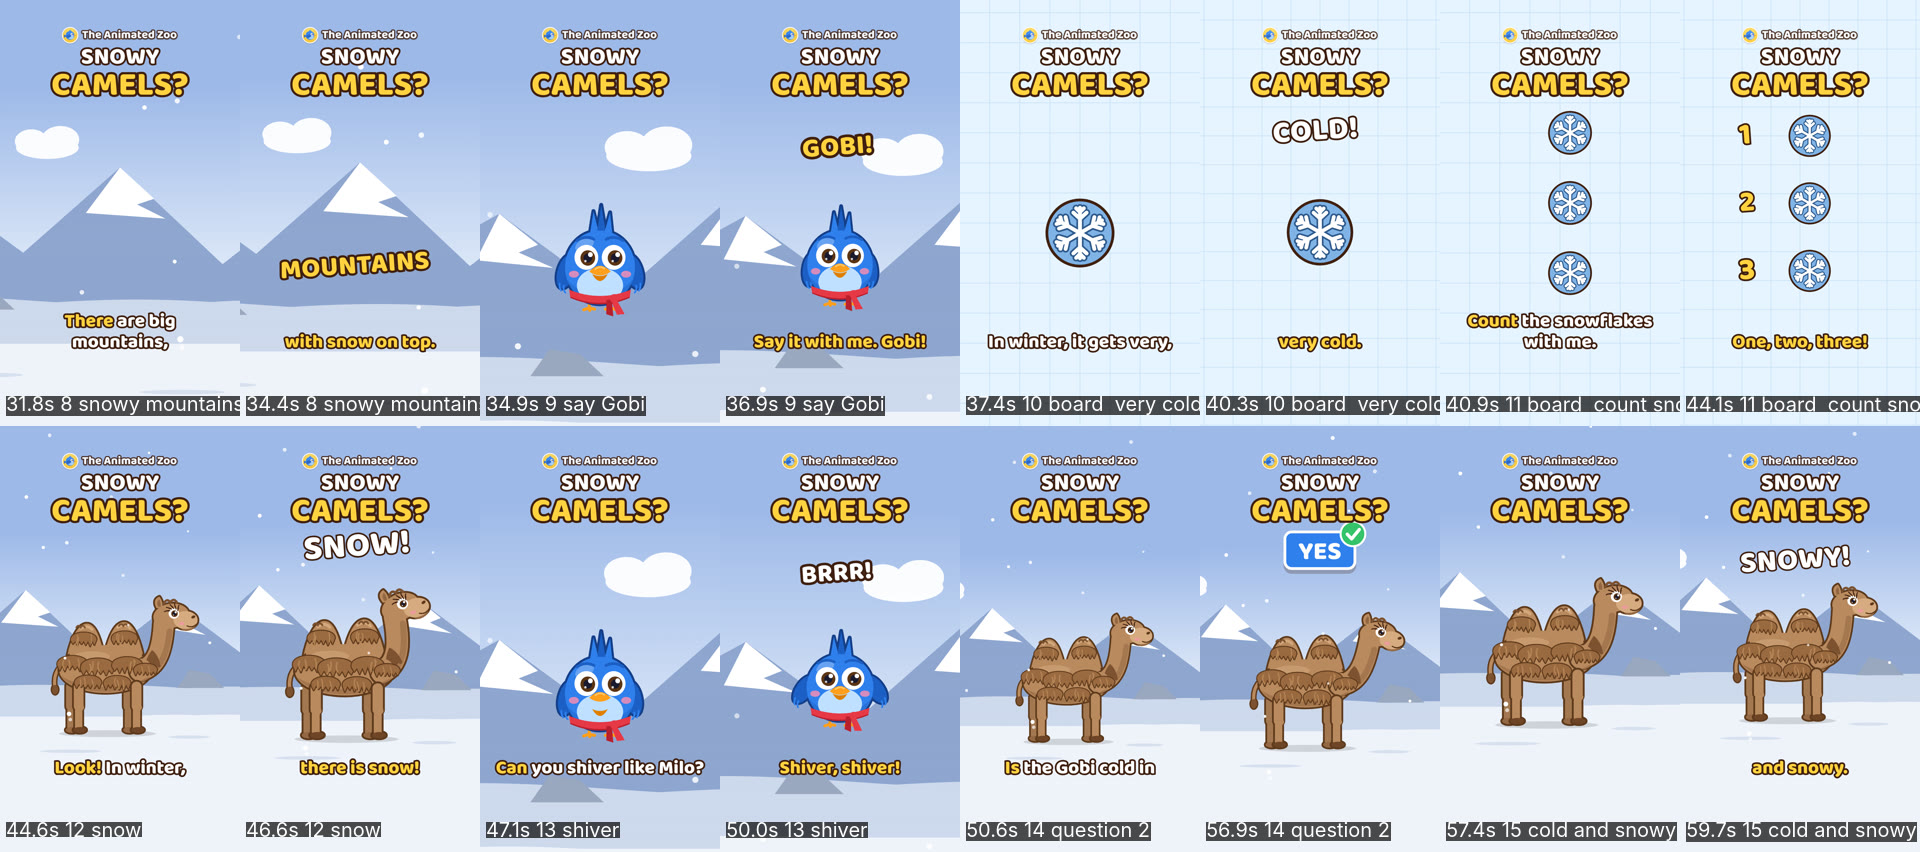 The Animated Zoo
SNOWY
CAMELS?
There are big
mountains,
31.8s 8 snowy mountains
The Animated Zoo
SNOWY
CAMELS?
MOUNTAINS
with snow on top.
34.4s 8 snowy mountain
The Animated Zoo
SNOWY
CAMELS?
34.9s 9 say Gobi
The Animated Zoo
SNOWY
CAMELS?
GOBI!
Say it with me. Gobi!
36.9s 9 say Gobi
The Animated Zoo
SNOWY
CAMELS?
In winter, it gets very,
37.4s 10 board very cold
The Animated Zoo
SNOWY
CAMELS?
COLD!
very cold.
40.3s 10 board very cold
The Animated Zoo
SNOWY
CAMELS?
Count the snowflakes
with me.
40.9s 11 board count sno
The Animated Zoo
SNOWY
CAMELS?
1
2
3
One, two, three!
44.1s 11 board count sno
The Animated Zoo
SNOWY
CAMELS?
Look! In winter,
44.6s 12 snow
The Animated Zoo
SNOWY
CAMELS?
SNOW!
there is snow!
46.6s 12 snow
The Animated Zoo
SNOWY
CAMELS?
Can you shiver like Milo?
47.1s 13 shiver
The Animated Zoo
SNOWY
CAMELS?
BRRR!
Shiver, shiver!
50.0s 13 shiver
The Animated Zoo
SNOWY
CAMELS?
Is the Gobi cold in
50.6s 14 question 2
The Animated Zoo
SNOWY
CAMELS?
YES
56.9s 14 question 2
The Animated Zoo
SNOWY
CAMELS?
57.4s 15 cold and snowy
The Animated Zoo
SNOWY
CAMELS?
SNOWY!
and snowy.
59.7s 15 cold and snowy